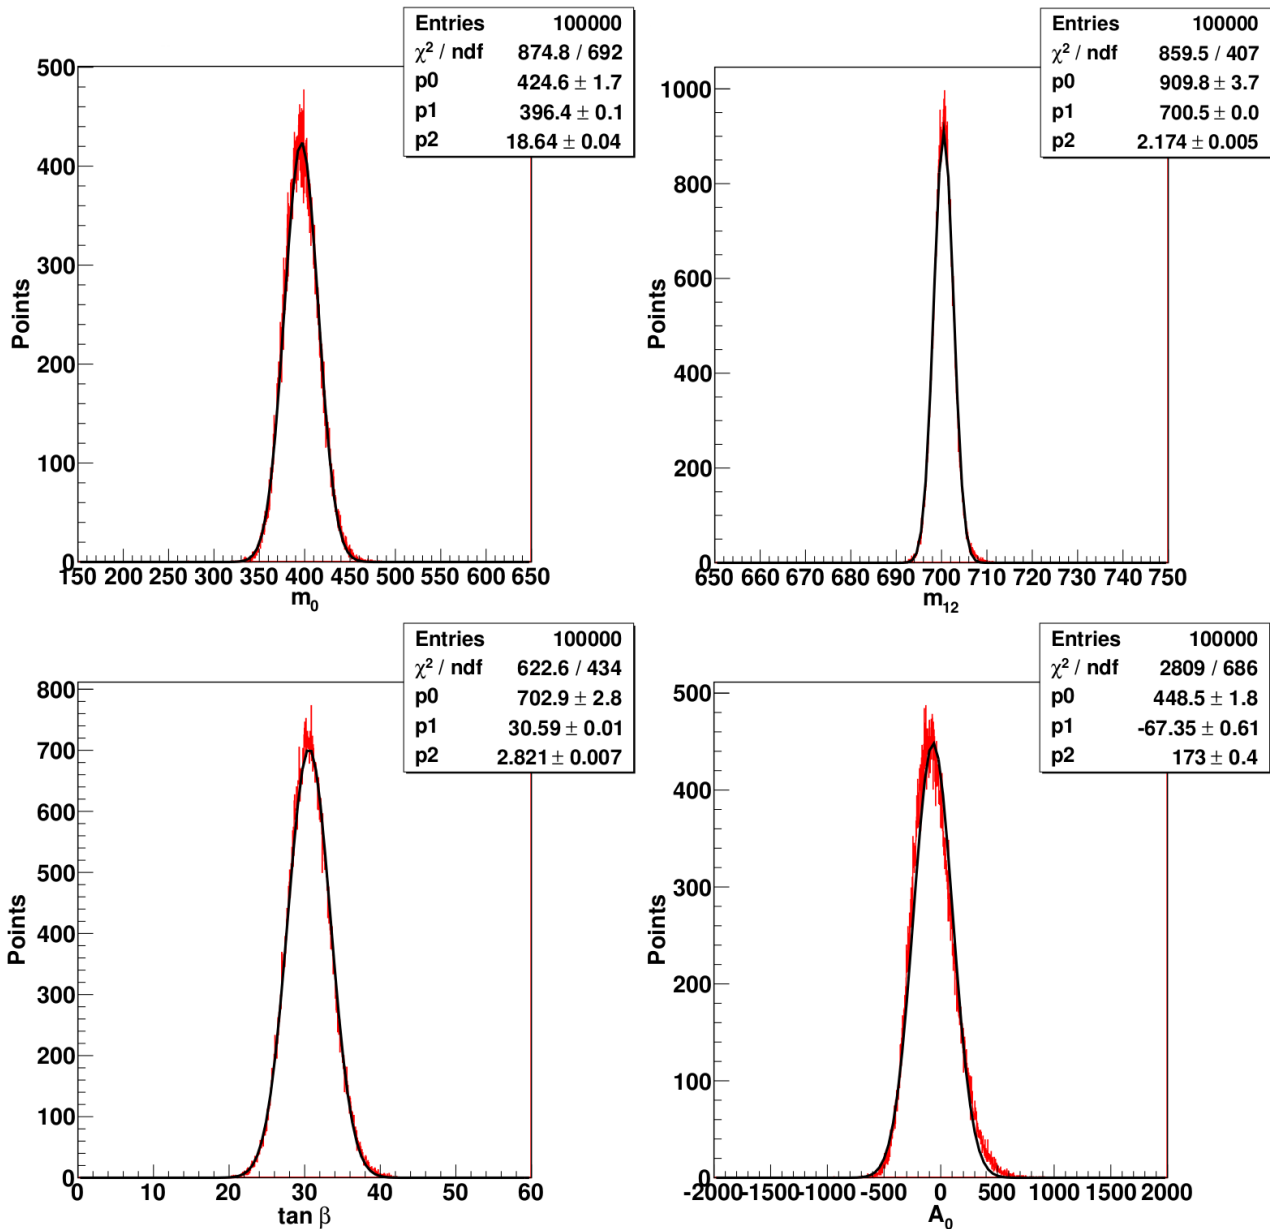 Entries 100000
χ² / ndf 874.8 / 692
p0 424.6 ± 1.7
p1 396.4 ± 0.1
p2 18.64 ± 0.04
500
400
300
200
100
0
Points
150 200 250 300 350 400 450 500 550 600 650
m₀
Entries 100000
χ² / ndf 859.5 / 407
p0 909.8 ± 3.7
p1 700.5 ± 0.0
p2 2.174 ± 0.005
1000
800
600
400
200
0
Points
650 660 670 680 690 700 710 720 730 740 750
m₁₂
Entries 100000
χ² / ndf 622.6 / 434
p0 702.9 ± 2.8
p1 30.59 ± 0.01
p2 2.821 ± 0.007
800
700
600
500
400
300
200
100
0
Points
0 10 20 30 40 50 60
tan β
Entries 100000
χ² / ndf 2809 / 686
p0 448.5 ± 1.8
p1 -67.35 ± 0.61
p2 173 ± 0.4
500
400
300
200
100
0
Points
-2000 -1500 -1000 -500 0 500 1000 1500 2000
A₀